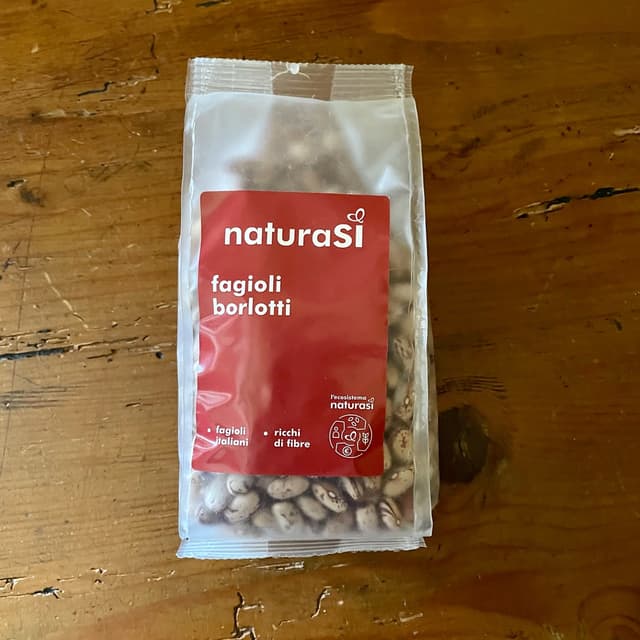 naturasì
fagioli
borlotti
• fagioli
italiani
• ricchi
di fibre
l'ecosistema
naturasì